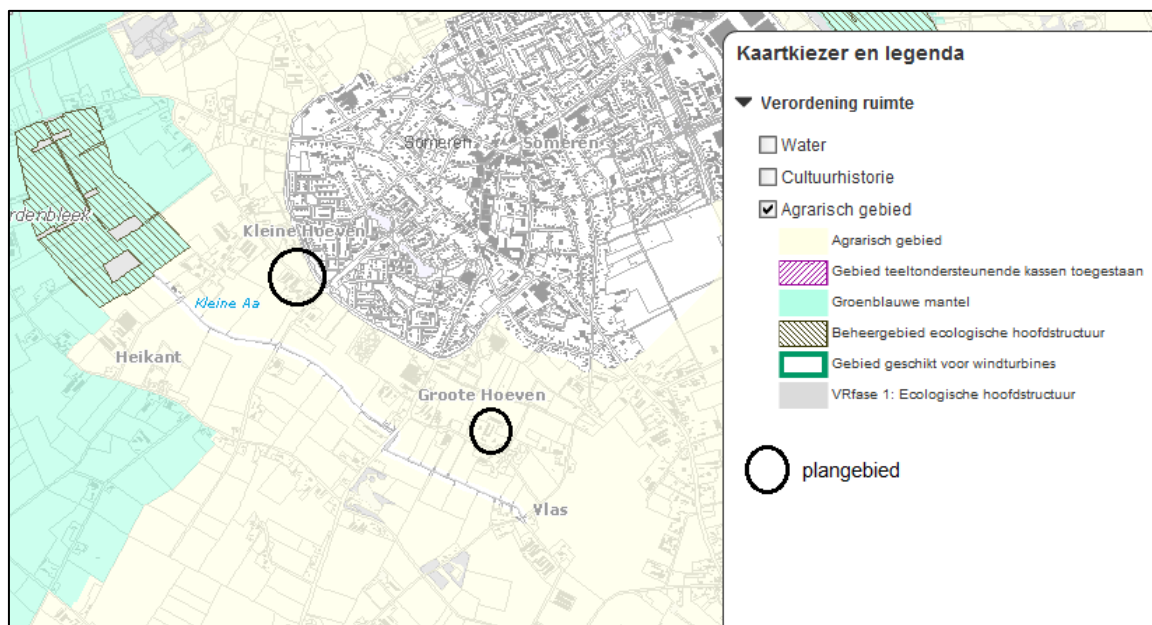 Someren Someren
rdenbleek
Kleine Hoeven
Kleine Aa
Heikant
Groote Hoeven
Vlas
Kaartkiezer en legenda
Verordening ruimte
Water
Cultuurhistorie
Agrarisch gebied
Agrarisch gebied
Gebied teeltondersteunende kassen toegestaan
Groenblauwe mantel
Beheergebied ecologische hoofdstructuur
Gebied geschikt voor windturbines
VRfase 1: Ecologische hoofdstructuur
plangebied